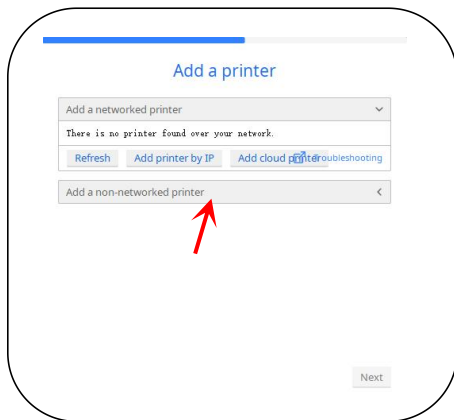 Add a printer
Add a networked printer
There is no printer found over your network.
Refresh Add printer by IP Add cloud printer Troubleshooting
Add a non-networked printer
Next